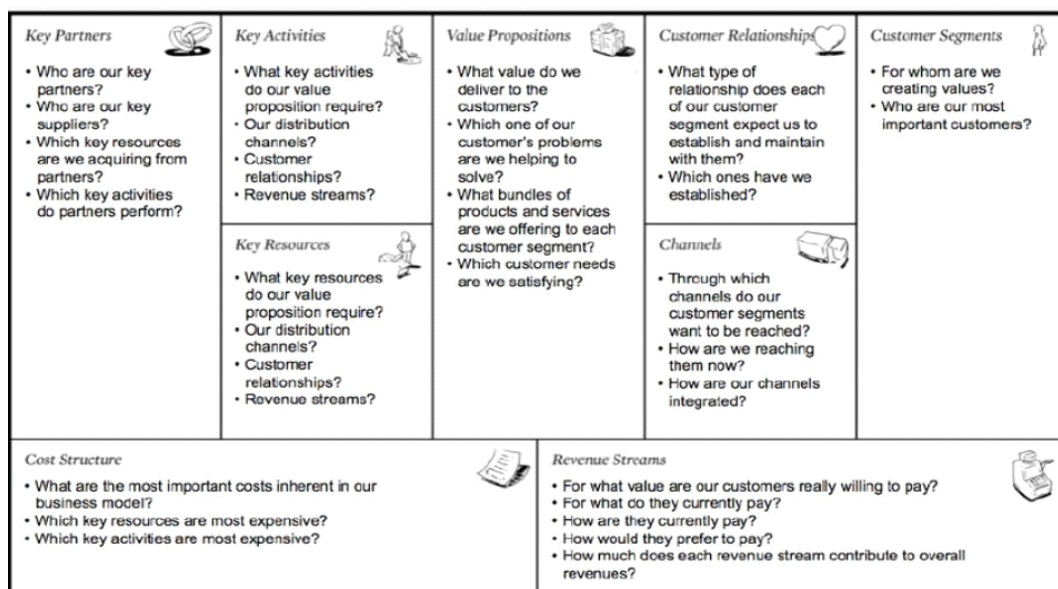 Key Partners
• Who are our key
partners?
• Who are our key
suppliers?
• Which key resources
are we acquiring from
partners?
• Which key activities
do partners perform?
Key Activities
• What key activities
do our value
proposition require?
• Our distribution
channels?
• Customer
relationships?
• Revenue streams?
Key Resources
• What key resources
do our value
proposition require?
• Our distribution
channels?
• Customer
relationships?
• Revenue streams?
Value Propositions
• What value do we
deliver to the
customers?
• Which one of our
customer's problems
are we helping to
solve?
• What bundles of
products and services
are we offering to each
customer segment?
• Which customer needs
are we satisfying?
Customer Relationships
• What type of
relationship does each
of our customer
segment expect us to
establish and maintain
with them?
• Which ones have we
established?
Channels
• Through which
channels do our
customer segments
want to be reached?
• How are we reaching
them now?
• How are our channels
integrated?
Customer Segments
• For whom are we
creating values?
• Who are our most
important customers?
Cost Structure
• What are the most important costs inherent in our
business model?
• Which key resources are most expensive?
• Which key activities are most expensive?
Revenue Streams
• For what value are our customers really willing to pay?
• For what do they currently pay?
• How are they currently pay?
• How would they prefer to pay?
• How much does each revenue stream contribute to overall
revenues?